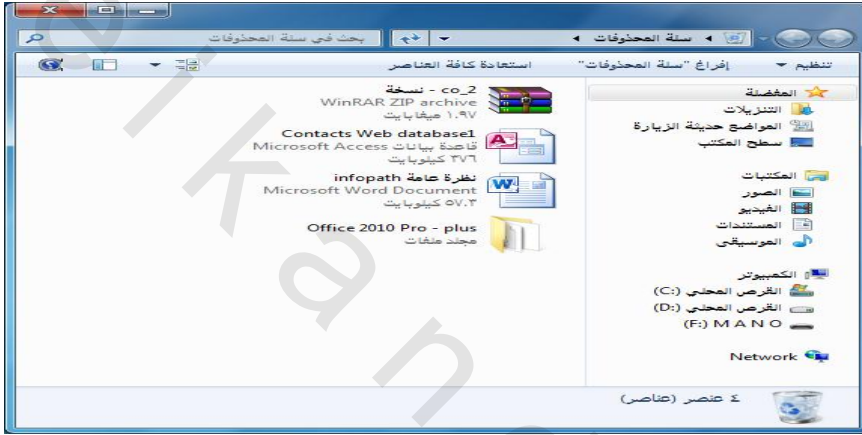 سلة المحذوفات
بحث في سلة المحذوفات
تنظيم
إفراغ "سلة المحذوفات"
استعادة كافة العناصر
المفضلة
التنزيلات
المواضع حديثة الزيارة
سطح المكتب
المكتبات
الصور
الفيديو
المستندات
الموسيقى
الكمبيوتر
القرص المحلي (C:)
القرص المحلي (D:)
M A N O (F:)
Network
co_2 - نسخة
WinRAR ZIP archive
١.٩٧ ميغابايت
Contacts Web database1
قاعدة بيانات Microsoft Access
٣٧٦ كيلوبايت
نظرة عامة infopath
Microsoft Word Document
٥٧.٣ كيلوبايت
Office 2010 Pro - plus
مجلد ملفات
٤ عنصر (عناصر)